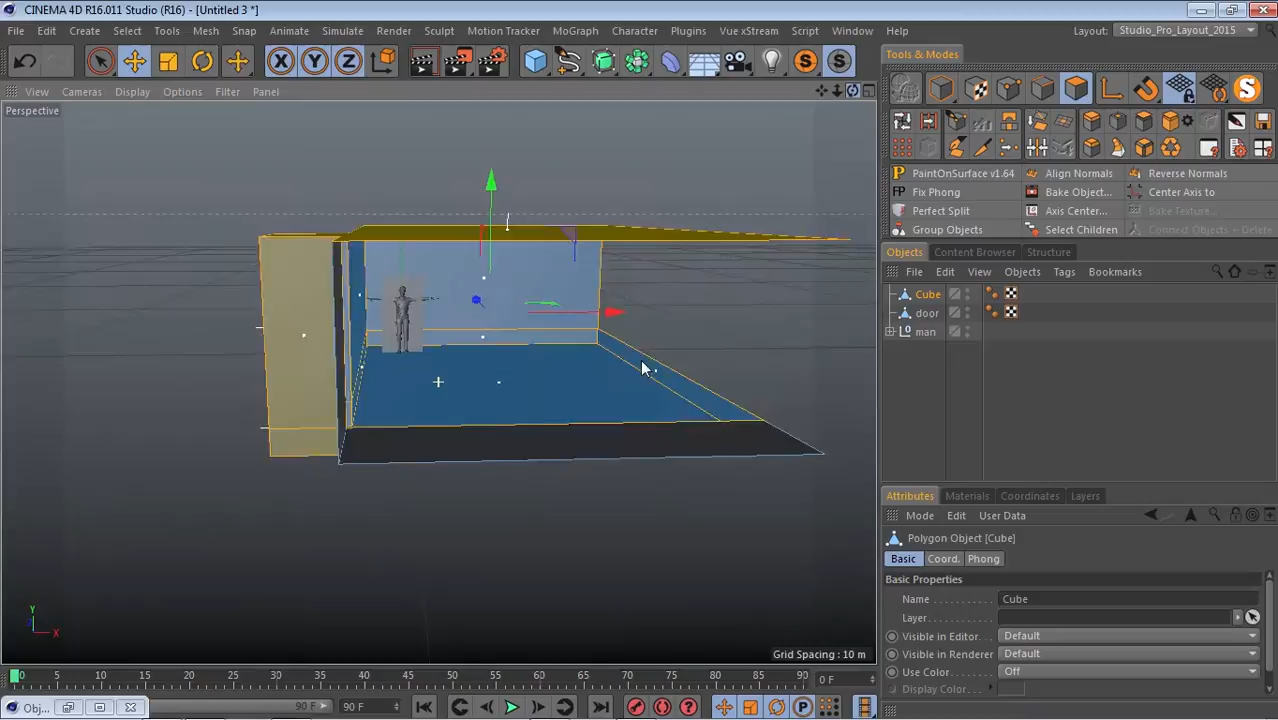 CINEMA 4D R16.011 Studio (R16) - [Untitled 3 *]
File Edit Create Select Tools Mesh Snap Animate Simulate Render Sculpt Motion Tracker MoGraph Character Plugins Vue xStream Script Window Help Layout: Studio_Pro_Layout_2015
Tools & Modes
View Cameras Display Options Filter Panel
Perspective
PaintOnSurface v1.64 Align Normals Reverse Normals
Fix Phong Bake Object... Center Axis to
Perfect Split Axis Center... Bake Texture...
Group Objects Select Children Connect Objects + Delet
Objects Content Browser Structure
File Edit View Objects Tags Bookmarks
Cube
door
man
Attributes Materials Coordinates Layers
Mode Edit User Data
Polygon Object [Cube]
Basic Coord. Phong
Basic Properties
Name Cube
Layer
Visible in Editor Default
Visible in Renderer Default
Use Color Off
Display Color
Y
Z
X
Grid Spacing : 10 m
0 5 10 15 20 25 30 35 40 45 50 55 60 65 70 75 80 85 90 0 F
Obj... 90 F 90 F